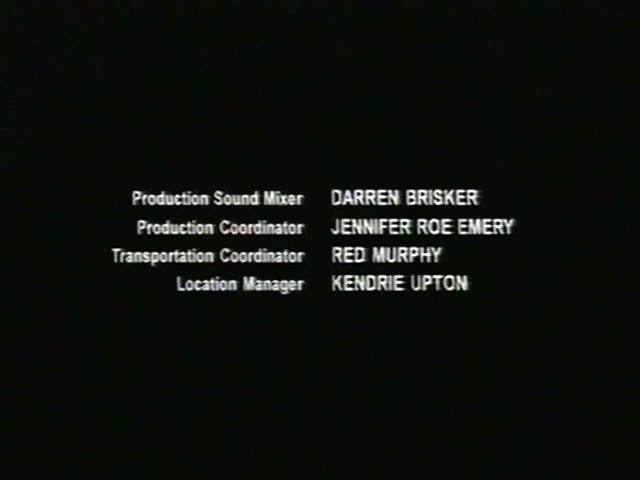 Production Sound Mixer DARREN BRISKER
Production Coordinator JENNIFER ROE EMERY
Transportation Coordinator RED MURPHY
Location Manager KENDRIE UPTON